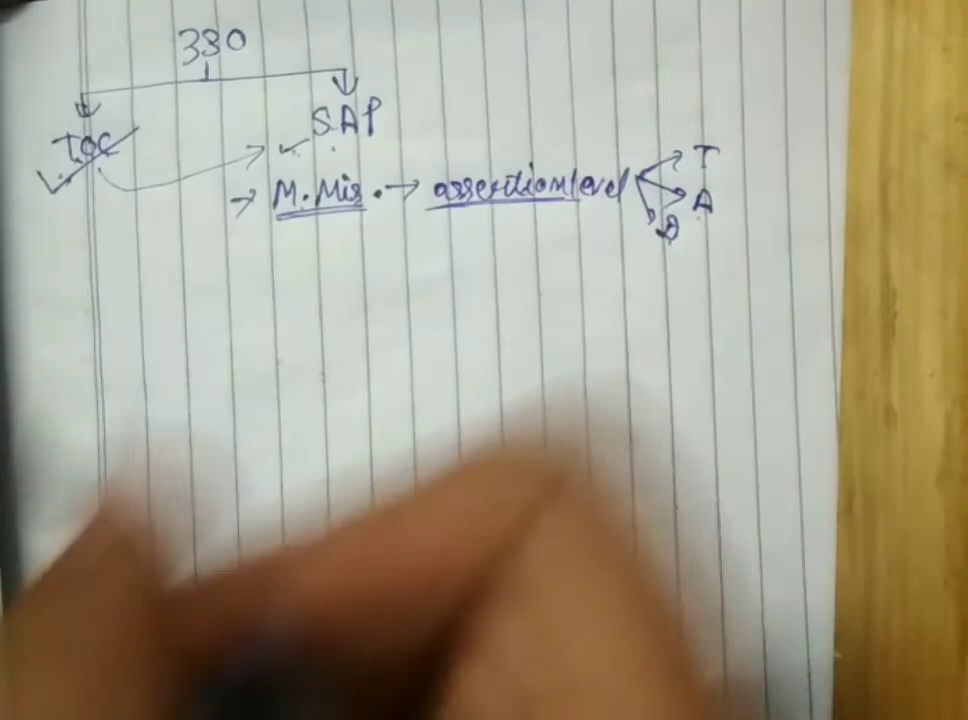 330
TOC SAP
M. Mis. → assertion level T
A
D